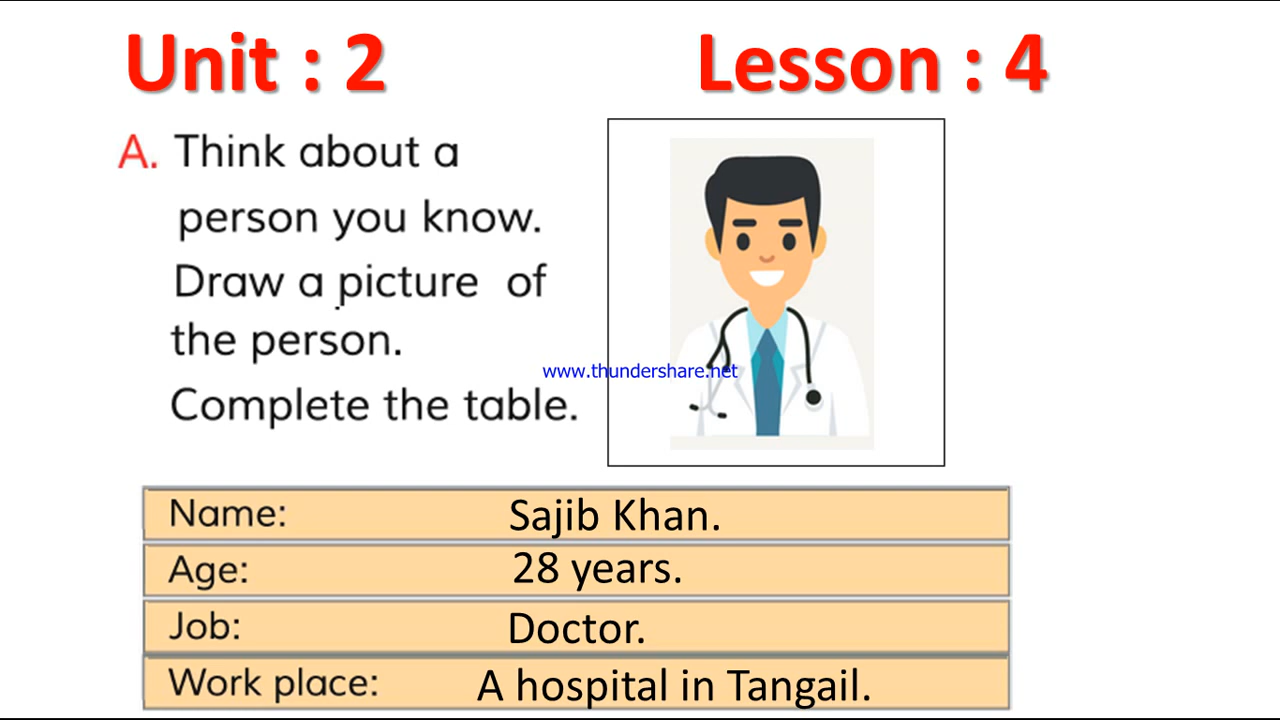 Unit : 2 Lesson : 4
A. Think about a
person you know.
Draw a picture of
the person.
www.thundershare.net
Complete the table.
Name: Sajib Khan.
Age: 28 years.
Job: Doctor.
Work place: A hospital in Tangail.